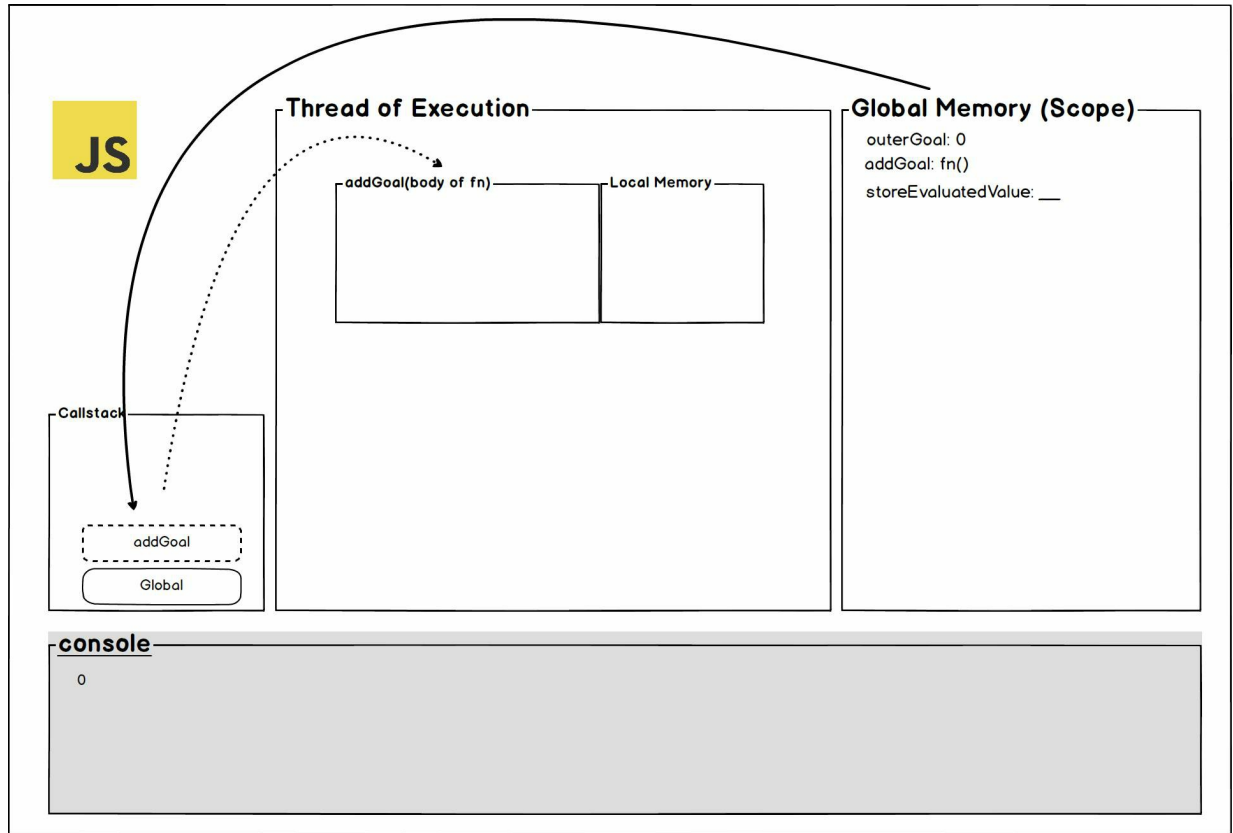 JS
Thread of Execution
addGoal(body of fn)
Local Memory
Global Memory (Scope)
outerGoal: 0
addGoal: fn()
storeEvaluatedValue: __
Callstack
addGoal
Global
console
0